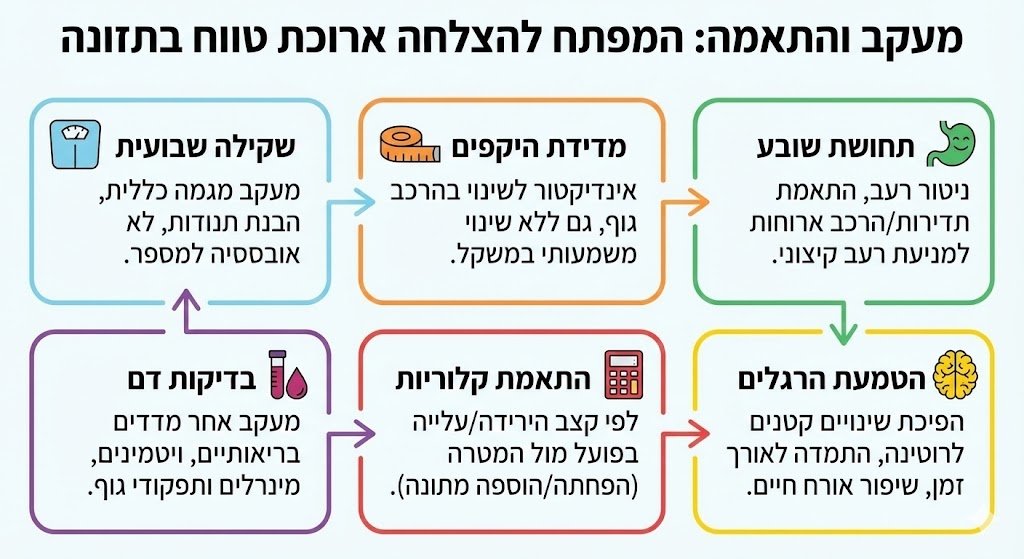 מעקב והתאמה: המפתח להצלחה ארוכת טווח בתזונה
תחושת שובע
ניטור רעב, התאמת
תדירות/הרכב ארוחות
למניעת רעב קיצוני.
מדידת היקפים
אינדיקטור לשינוי בהרכב
גוף, גם ללא שינוי
משמעותי במשקל.
שקילה שבועית
מעקב מגמה כללית,
הבנת תנודות, לא
אובססיה למספר.
הטמעת הרגלים
הפיכת שינויים קטנים
לרוטינה, התמדה לאורך
זמן, שיפור אורח חיים.
התאמת קלוריות
לפי קצב הירידה/עלייה
בפועל מול המטרה
(הפחתה/הוספה מתונה).
בדיקות דם
מעקב אחר מדדים
בריאותיים, ויטמינים,
מינרלים ותפקודי גוף.